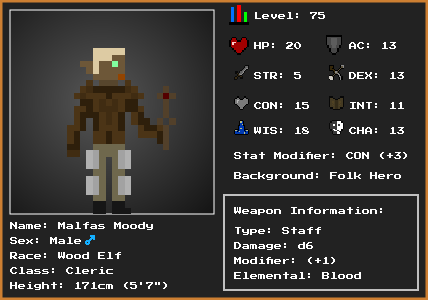 Level: 75
HP: 20 AC: 13
STR: 5 DEX: 13
CON: 15 INT: 11
WIS: 18 CHA: 13
Stat Modifier: CON (+3)
Background: Folk Hero
Name: Malfas Moody
Sex: Male♂
Race: Wood Elf
Class: Cleric
Height: 171cm (5'7")
Weapon Information:
Type: Staff
Damage: d6
Modifier: (+1)
Elemental: Blood